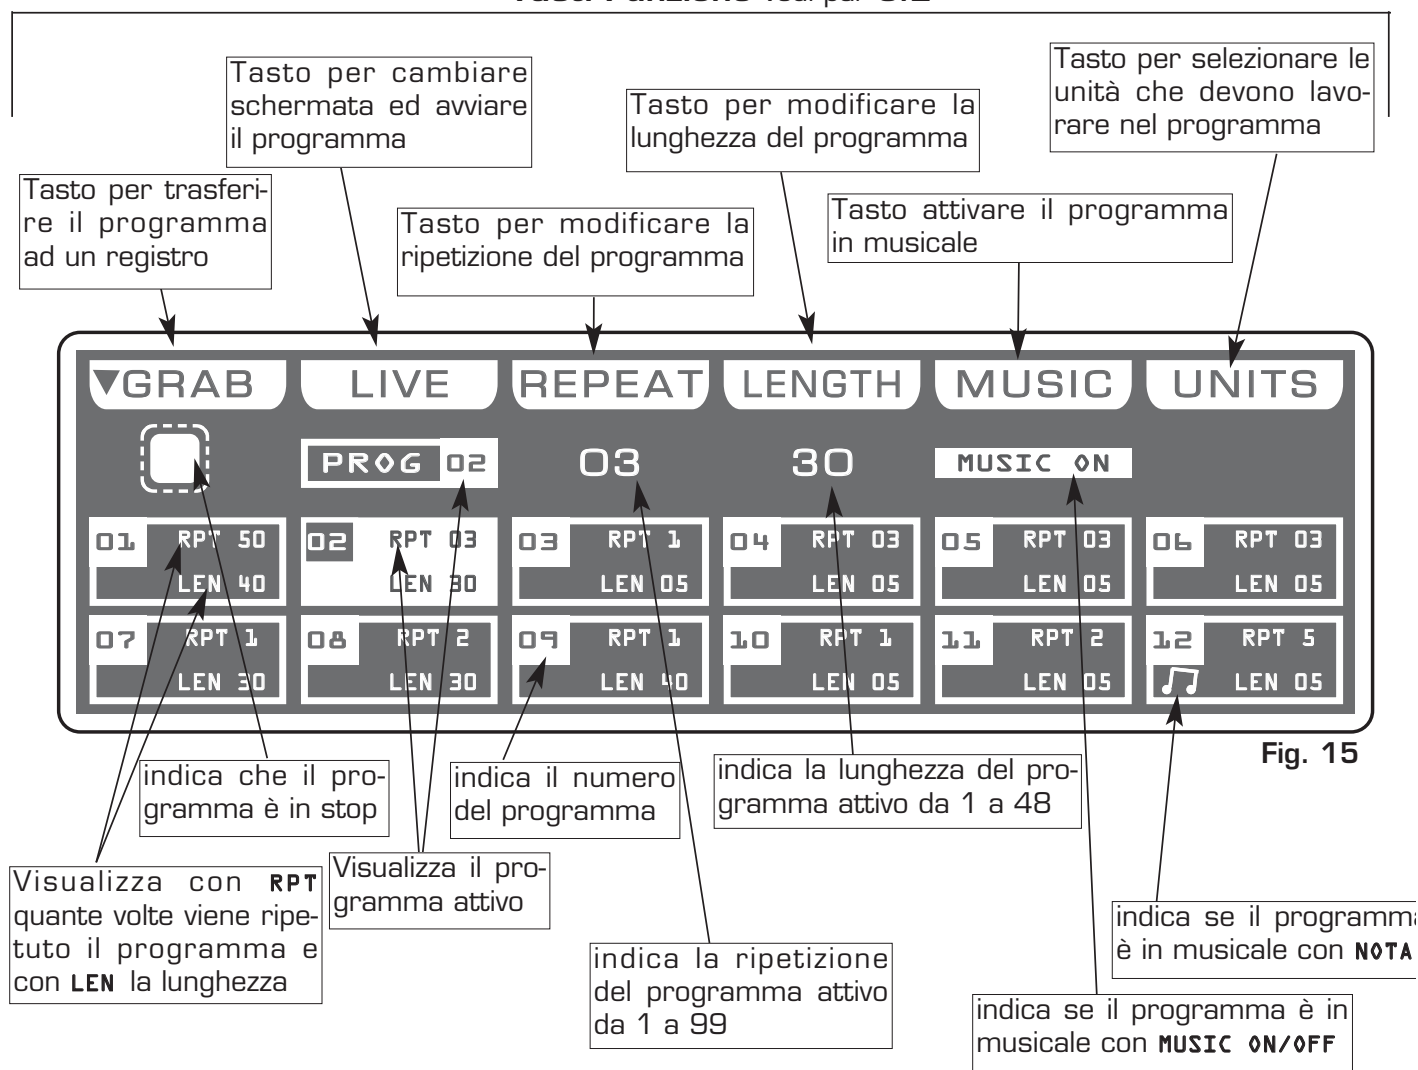 Tasto per cambiare
schermata ed avviare
il programma
Tasto per modificare la
lunghezza del programma
Tasto per selezionare le
unità che devono lavo-
rare nel programma
Tasto per trasferi-
re il programma
ad un registro
Tasto per modificare la
ripetizione del programma
Tasto attivare il programma
in musicale
▼GRAB LIVE REPEAT LENGTH MUSIC UNITS
PROG 02 03 30 MUSIC ON
01 RPT 50 02 RPT 03 03 RPT 1 04 RPT 03 05 RPT 03 06 RPT 03
LEN 40 LEN 30 LEN 05 LEN 05 LEN 05 LEN 05
07 RPT 1 08 RPT 2 09 RPT 1 10 RPT 1 11 RPT 2 12 RPT 5
LEN 30 LEN 30 LEN 40 LEN 05 LEN 05 LEN 05
Fig. 15
indica che il pro-
gramma è in stop
indica il numero
del programma
indica la lunghezza del pro-
gramma attivo da 1 a 48
Visualizza con RPT
quante volte viene ripe-
tuto il programma e
con LEN la lunghezza
Visualizza il pro-
gramma attivo
indica la ripetizione
del programma attivo
da 1 a 99
indica se il programma
è in musicale con NOTA
indica se il programma è in
musicale con MUSIC ON/OFF